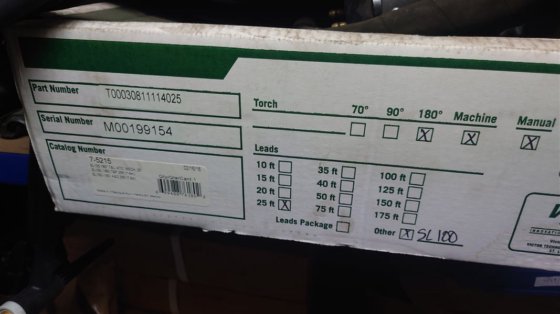 Part Number
T00030811114025
Serial Number
M00199154
Catalog Number
7-5215
Torch
70° 90° 180° Machine Manual
Leads
10 ft 35 ft 100 ft
15 ft 40 ft 125 ft
20 ft 50 ft 150 ft
25 ft 75 ft 175 ft
Leads Package
Other SL100